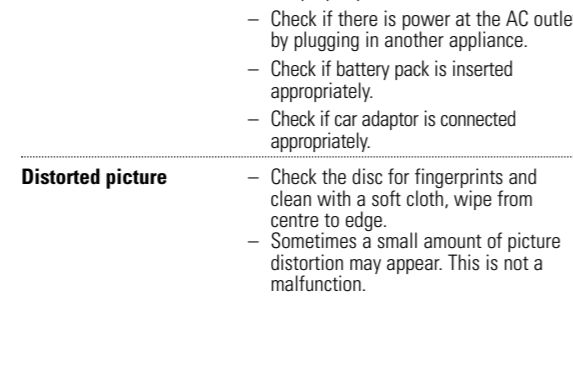 – Check if there is power at the AC outle
by plugging in another appliance.
– Check if battery pack is inserted
appropriately.
– Check if car adaptor is connected
appropriately.
Distorted picture – Check the disc for fingerprints and
clean with a soft cloth, wipe from
centre to edge.
– Sometimes a small amount of picture
distortion may appear. This is not a
malfunction.